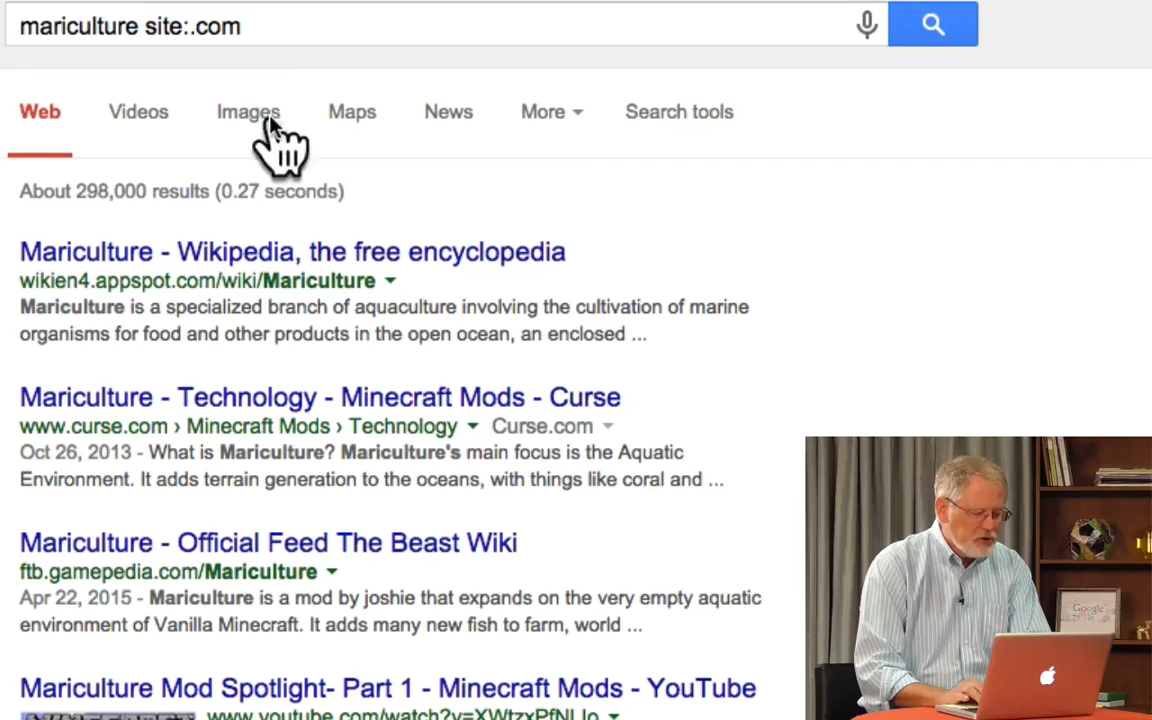 mariculture site:.com
Web Videos Images Maps News More Search tools
About 298,000 results (0.27 seconds)
Mariculture - Wikipedia, the free encyclopedia
wikien4.appspot.com/wiki/Mariculture
Mariculture is a specialized branch of aquaculture involving the cultivation of marine
organisms for food and other products in the open ocean, an enclosed ...
Mariculture - Technology - Minecraft Mods - Curse
www.curse.com › Minecraft Mods › Technology Curse.com
Oct 26, 2013 - What is Mariculture? Mariculture's main focus is the Aquatic
Environment. It adds terrain generation to the oceans, with things like coral and ...
Mariculture - Official Feed The Beast Wiki
ftb.gamepedia.com/Mariculture
Apr 22, 2015 - Mariculture is a mod by joshie that expands on the very empty aquatic
environment of Vanilla Minecraft. It adds many new fish to farm, world ...
Mariculture Mod Spotlight- Part 1 - Minecraft Mods - YouTube
Google